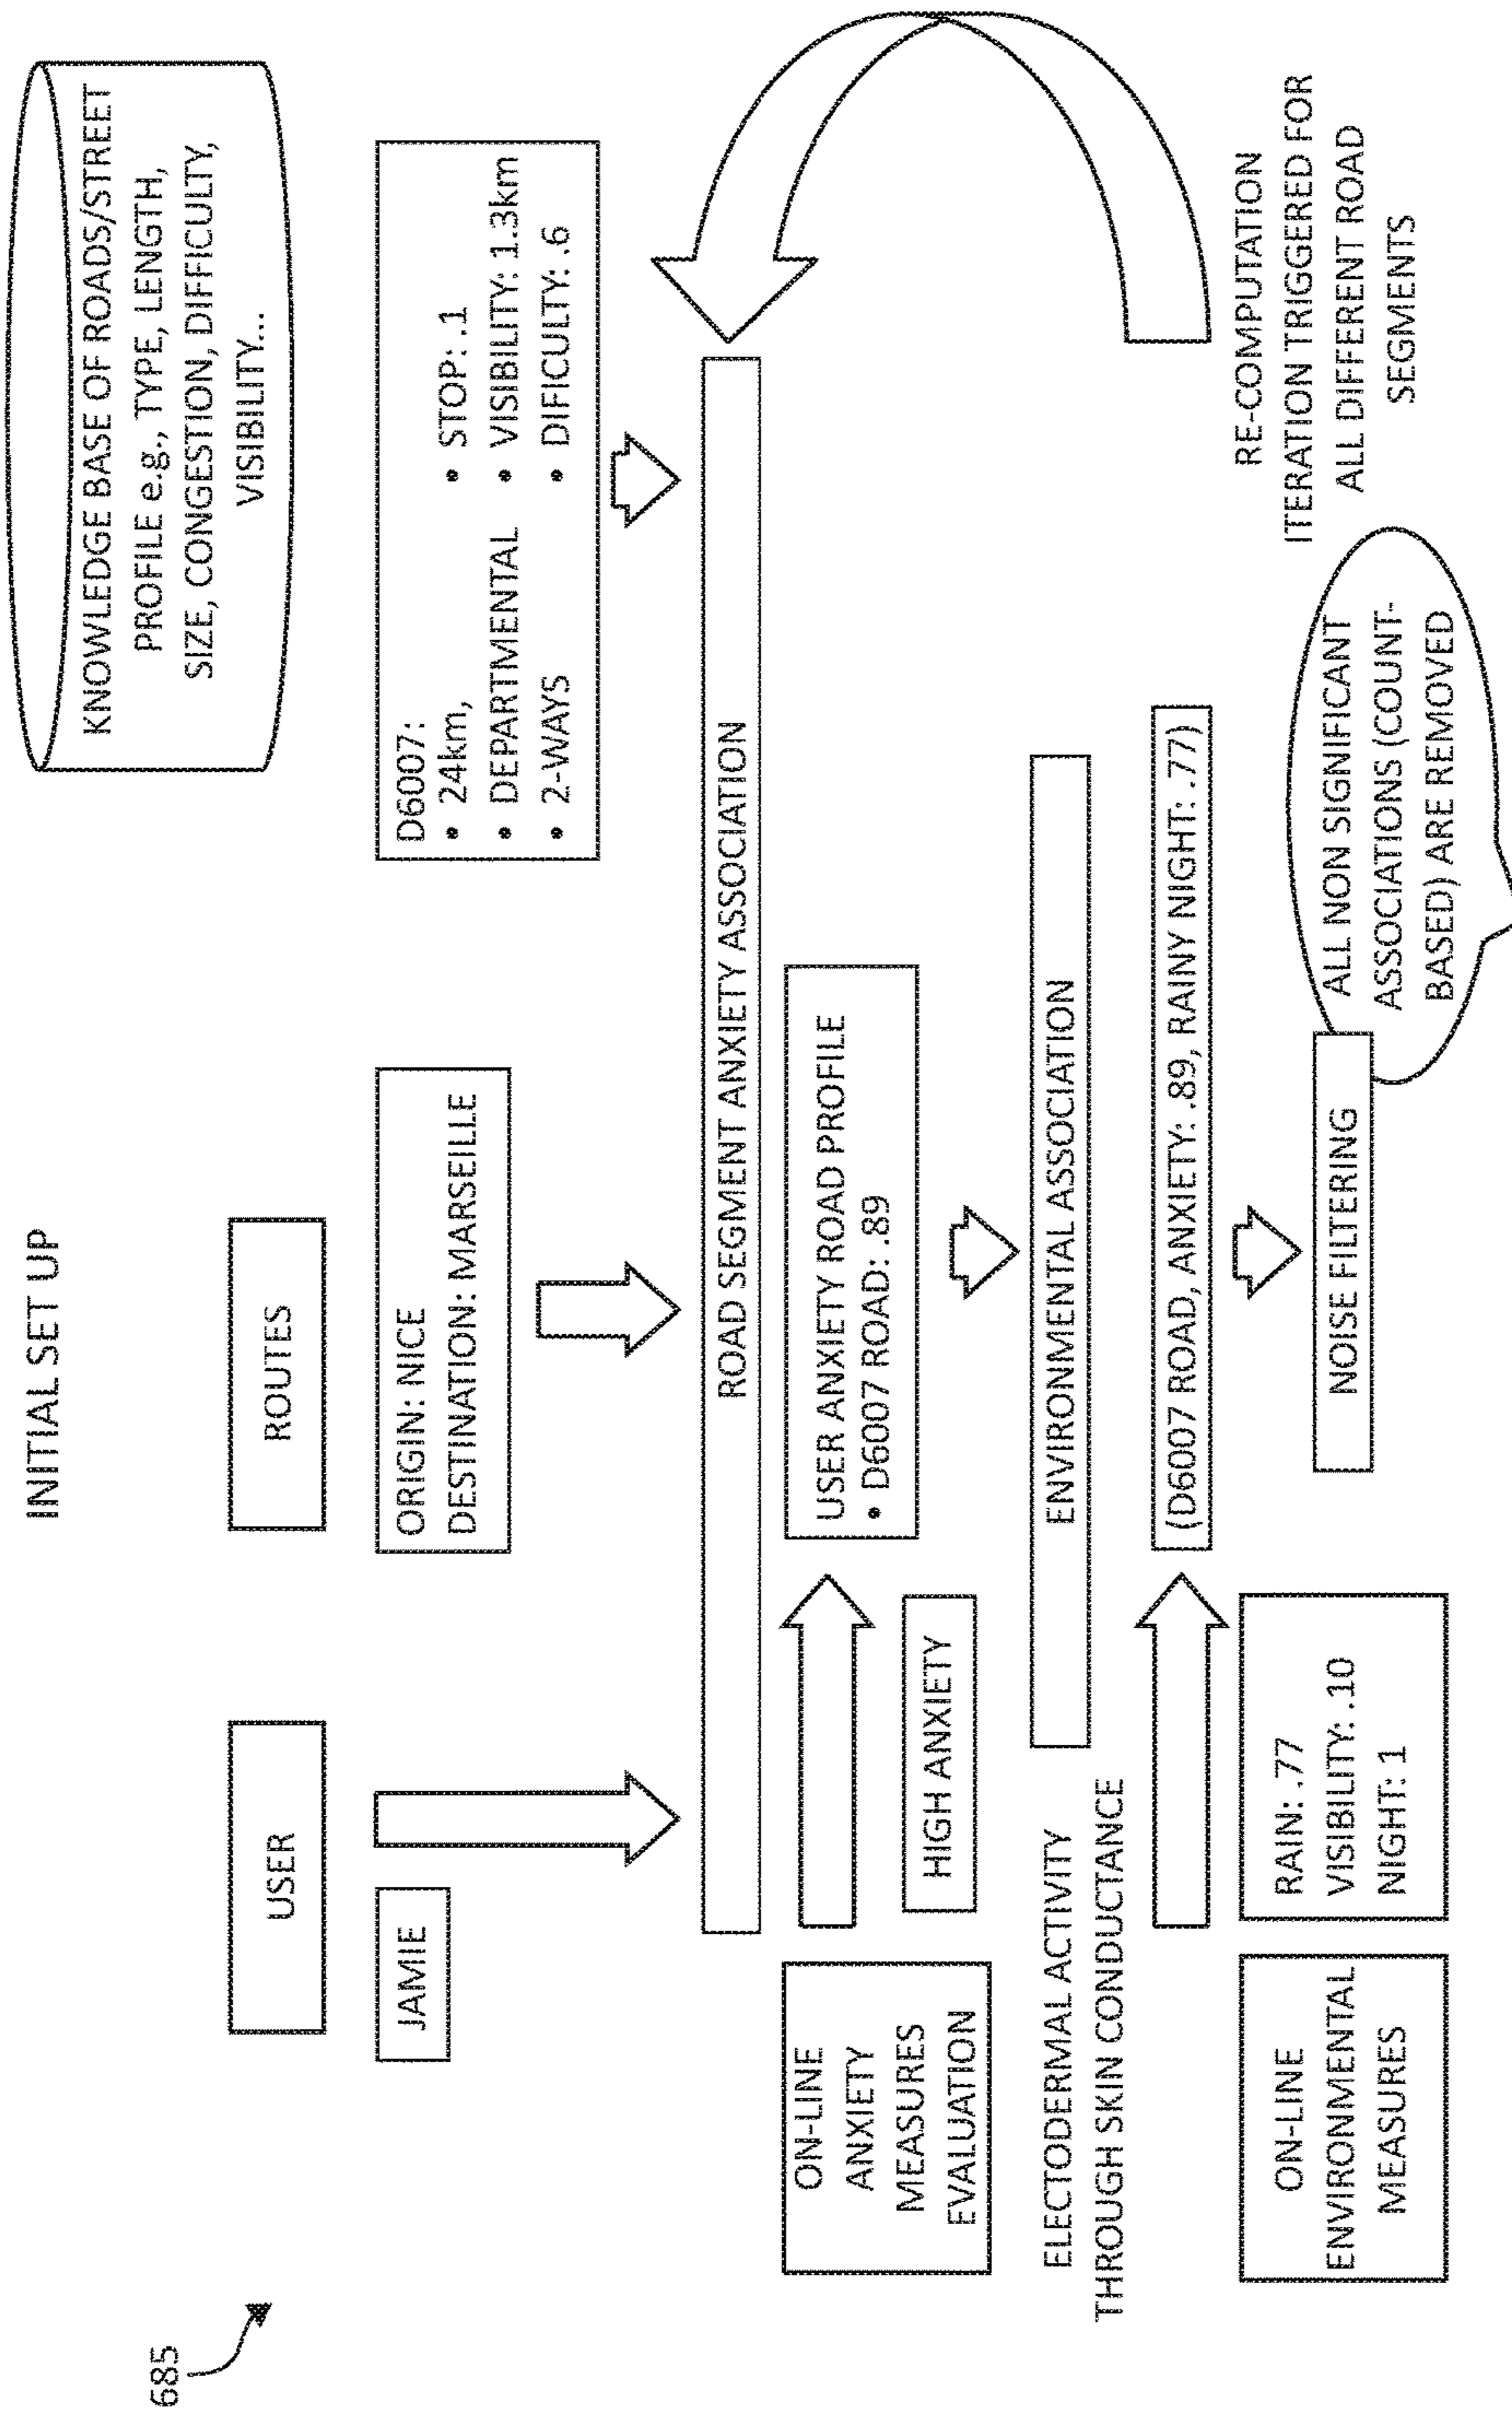 685
INITIAL SET UP
USER
ROUTES
KNOWLEDGE BASE OF ROADS/STREET
PROFILE e.g., TYPE, LENGTH,
SIZE, CONGESTION, DIFFICULTY,
VISIBILITY...
JAMIE
ORIGIN: NICE
DESTINATION: MARSEILLE
D6007:
• 24km,
• DEPARTMENTAL
• 2-WAYS
• STOP: .1
• VISIBILITY: 1.3km
• DIFICULTY: .6
ROAD SEGMENT ANXIETY ASSOCIATION
ON-LINE
ANXIETY
MEASURES
EVALUATION
HIGH ANXIETY
USER ANXIETY ROAD PROFILE
• D6007 ROAD: .89
ELECTODERMAL ACTIVITY
THROUGH SKIN CONDUCTANCE
ENVIRONMENTAL ASSOCIATION
(D6007 ROAD, ANXIETY: .89, RAINY NIGHT: .77)
ON-LINE
ENVIRONMENTAL
MEASURES
RAIN: .77
VISIBILITY: .10
NIGHT: 1
NOISE FILTERING
ALL NON SIGNIFICANT
ASSOCIATIONS (COUNT-
BASED) ARE REMOVED
RE-COMPUTATION
ITERATION TRIGGERED FOR
ALL DIFFERENT ROAD
SEGMENTS